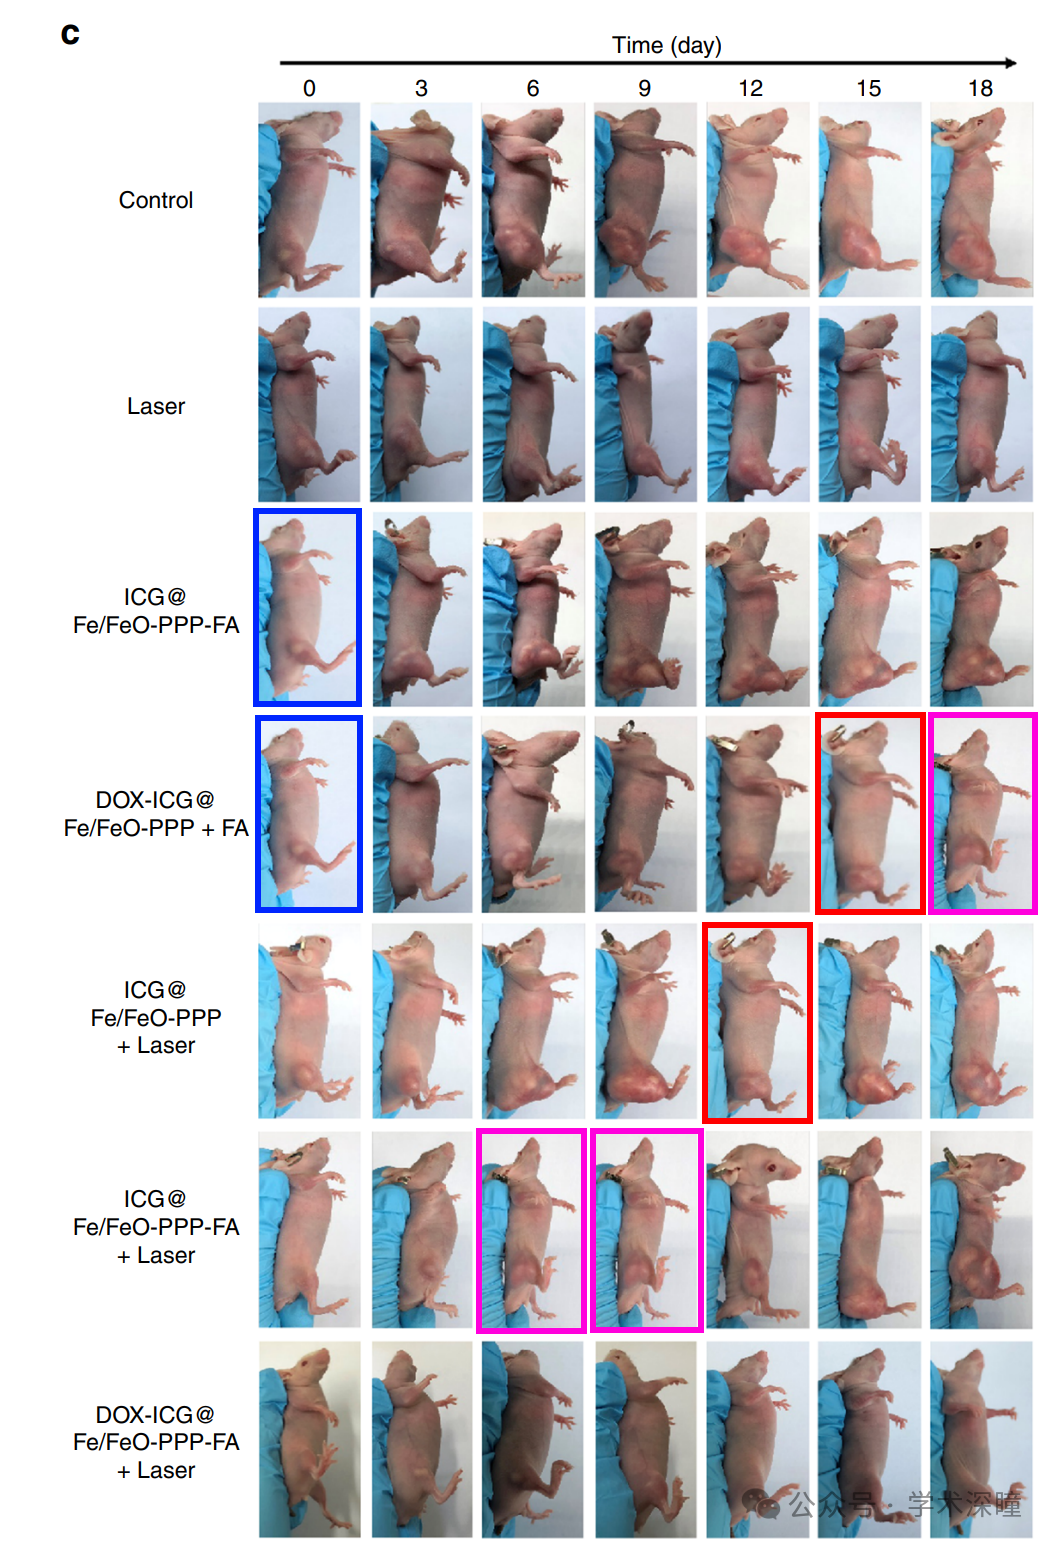 c
Time (day)
0 3 6 9 12 15 18
Control
Laser
ICG@
Fe/FeO-PPP-FA
DOX-ICG@
Fe/FeO-PPP + FA
ICG@
Fe/FeO-PPP
+ Laser
ICG@
Fe/FeO-PPP-FA
+ Laser
DOX-ICG@
Fe/FeO-PPP-FA
+ Laser
公众号 · 学术深瞳